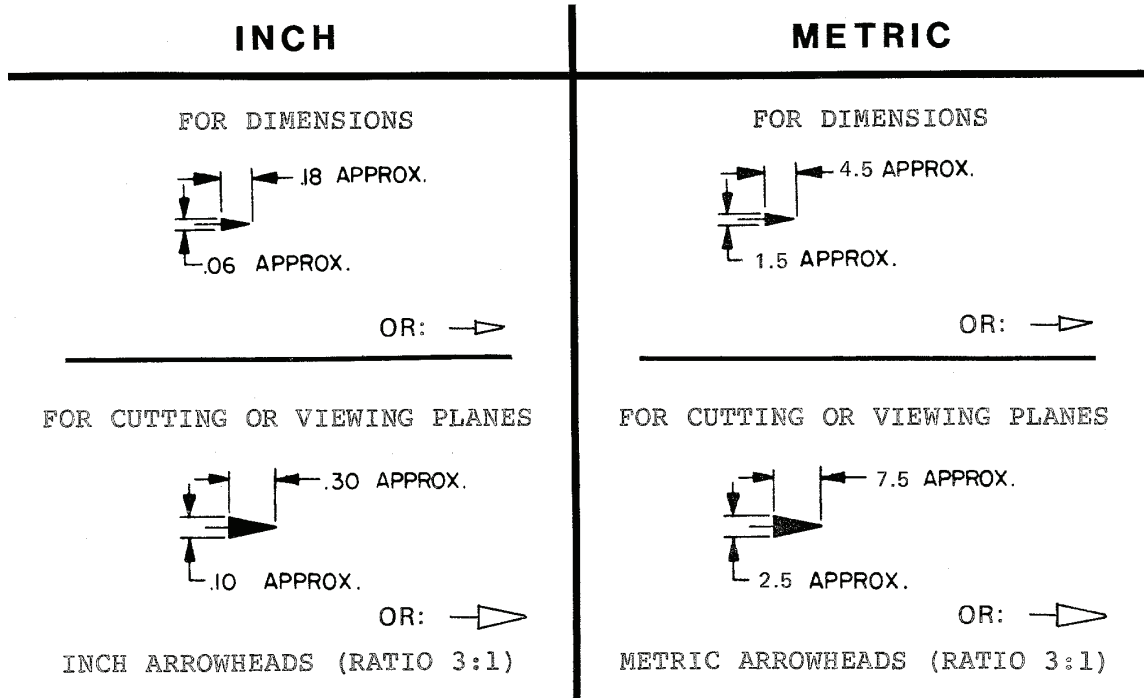 INCH
FOR DIMENSIONS
.18 APPROX.
.06 APPROX.
OR:
FOR CUTTING OR VIEWING PLANES
.30 APPROX.
.10 APPROX.
OR:
INCH ARROWHEADS (RATIO 3:1)
METRIC
FOR DIMENSIONS
4.5 APPROX.
1.5 APPROX.
OR:
FOR CUTTING OR VIEWING PLANES
7.5 APPROX.
2.5 APPROX.
OR:
METRIC ARROWHEADS (RATIO 3:1)